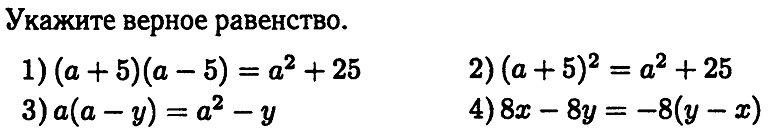 Укажите верное равенство.
1) (a + 5)(a − 5) = a² + 25 2) (a + 5)² = a² + 25
3) a(a − y) = a² − y 4) 8x − 8y = −8(y − x)